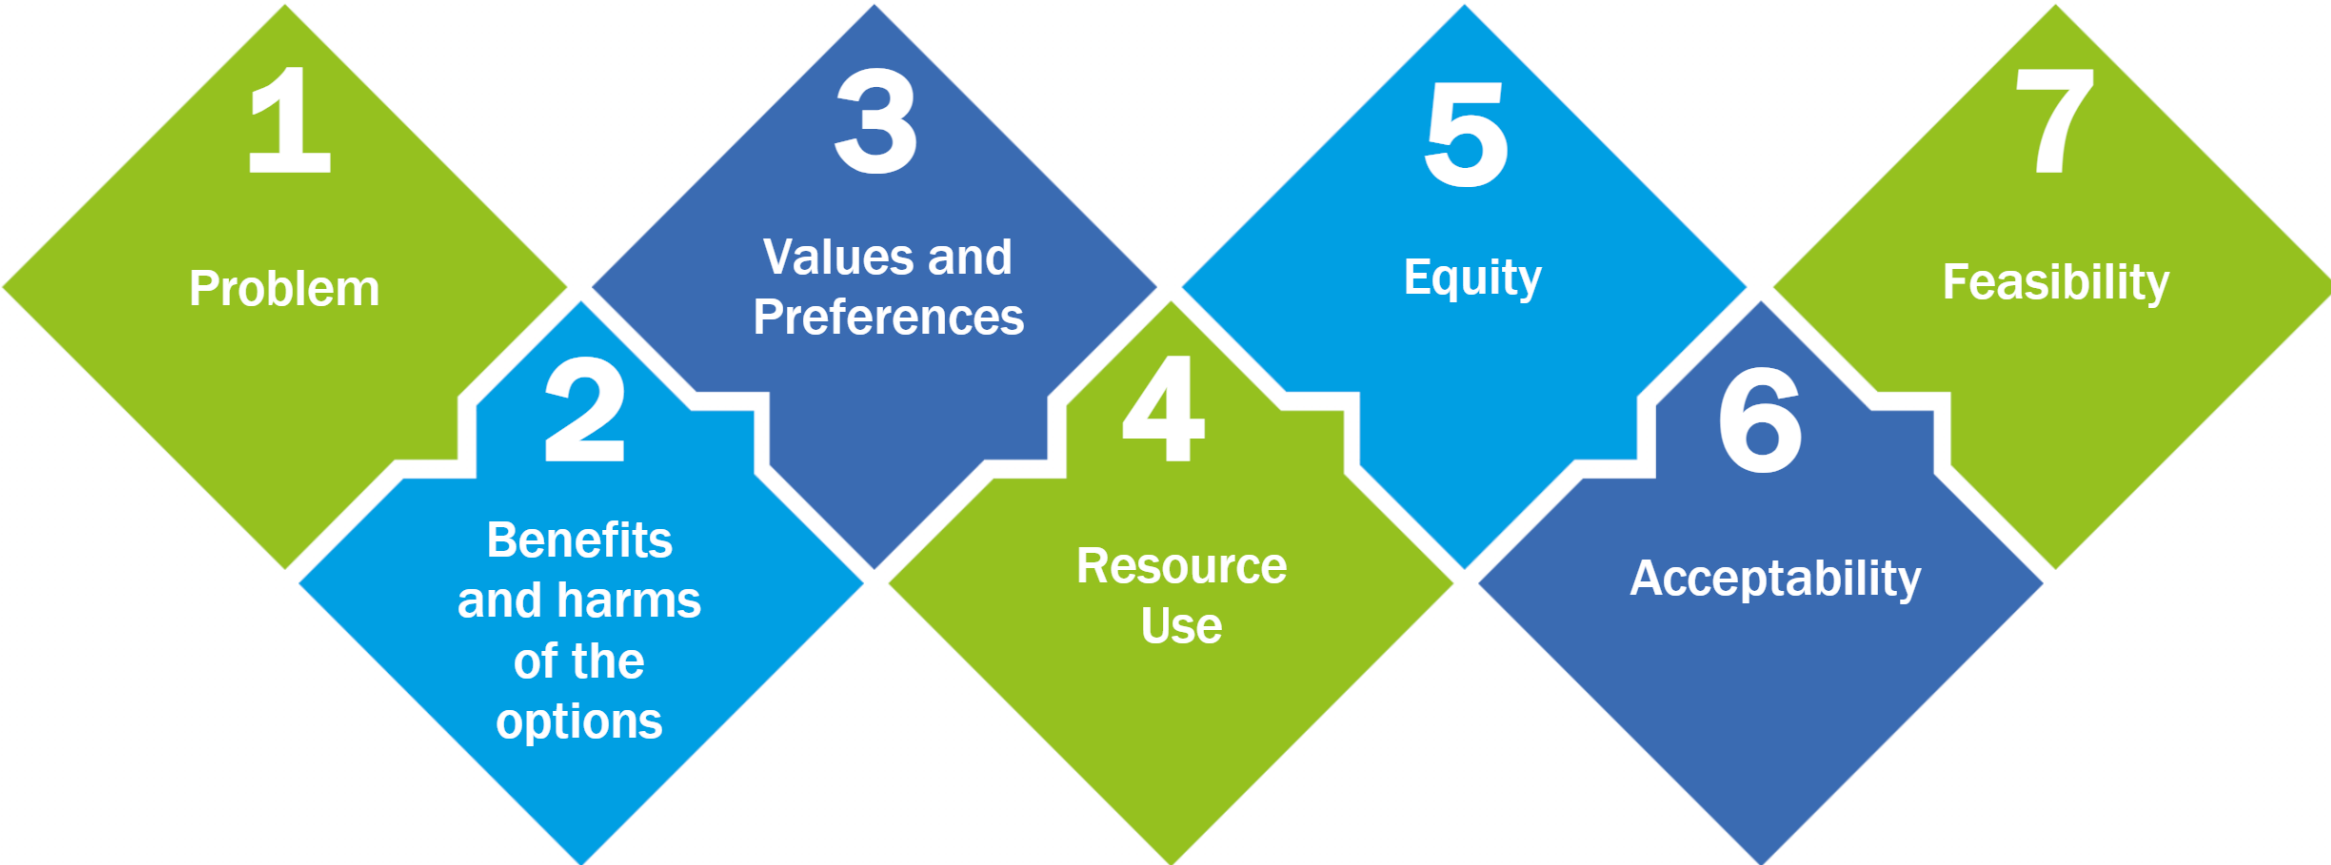 1
Problem
2
Benefits
and harms
of the
options
3
Values and
Preferences
4
Resource
Use
5
Equity
6
Acceptability
7
Feasibility